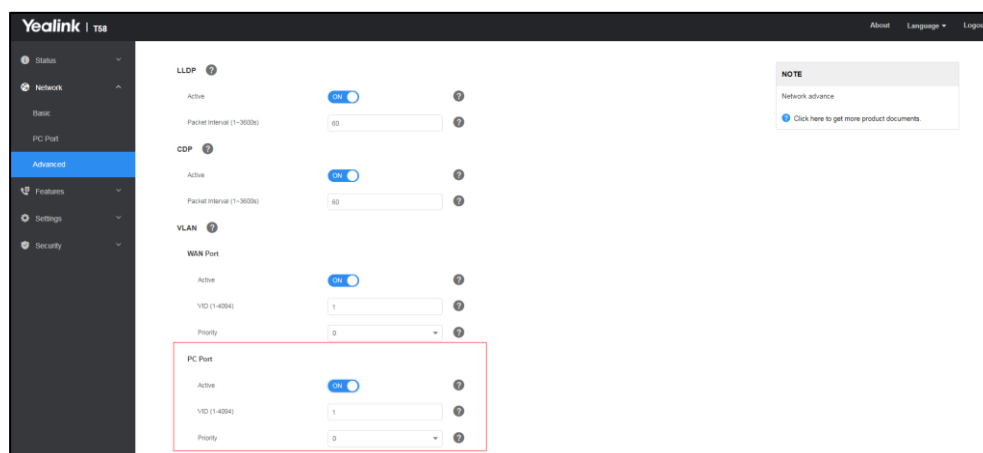 Yealink | T58
About Language Logou
Status
Network
Basic
PC Port
Advanced
Features
Settings
Security
LLDP
Active ON
Packet Interval (1~3600s) 60
CDP
Active ON
Packet Interval (1~3600s) 60
VLAN
WAN Port
Active ON
VID (1-4094) 1
Priority 0
PC Port
Active ON
VID (1-4094) 1
Priority 0
NOTE
Network advance
Click here to get more product documents.